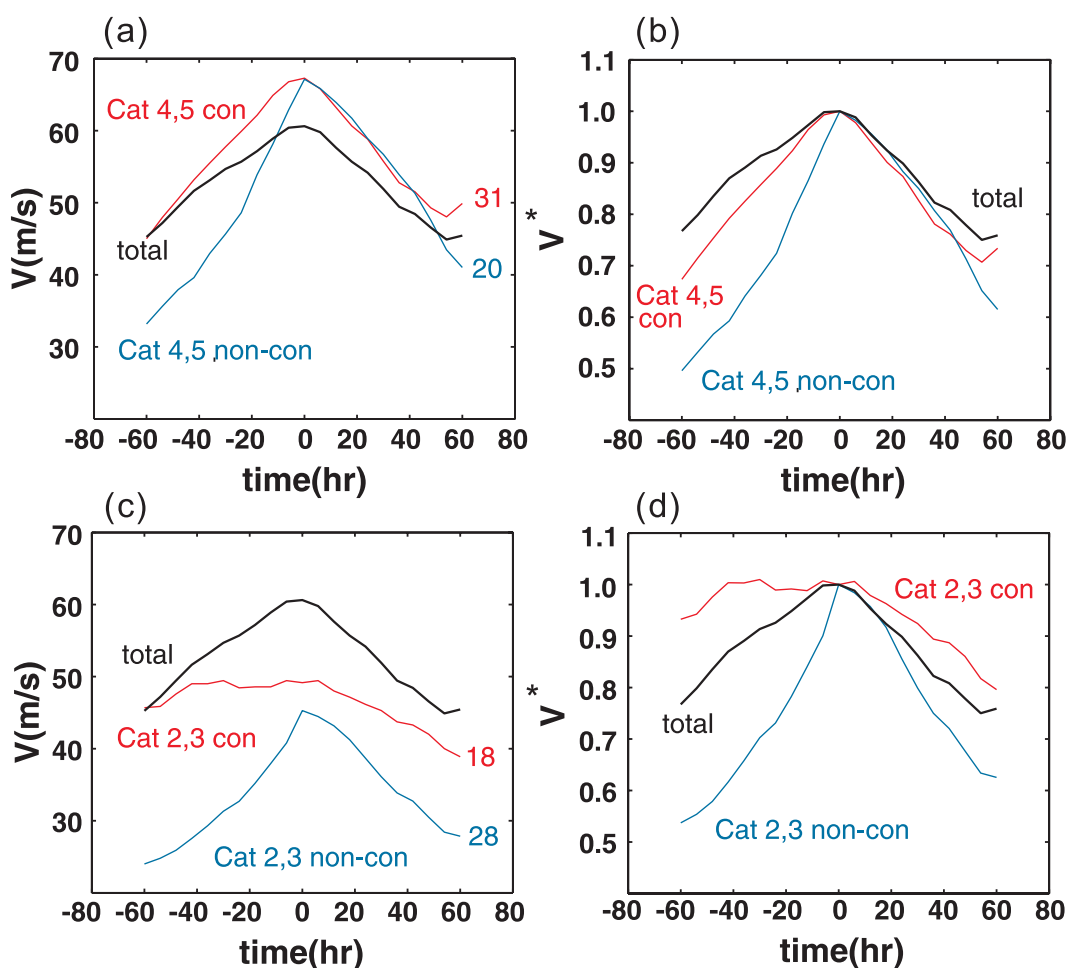 (a)
70
60
50
40
30
V(m/s)
Cat 4,5 con
total
Cat 4,5 non-con
31
20
-80 -60 -40 -20 0 20 40 60 80
time(hr)
(b)
1.1
1.0
0.9
0.8
0.7
0.6
0.5
V*
total
Cat 4,5
con
Cat 4,5 non-con
-80 -60 -40 -20 0 20 40 60 80
time(hr)
(c)
70
60
50
40
30
V(m/s)
total
Cat 2,3 con
18
Cat 2,3 non-con
28
-80 -60 -40 -20 0 20 40 60 80
time(hr)
(d)
1.1
1.0
0.9
0.8
0.7
0.6
0.5
V*
Cat 2,3 con
total
Cat 2,3 non-con
-80 -60 -40 -20 0 20 40 60 80
time(hr)